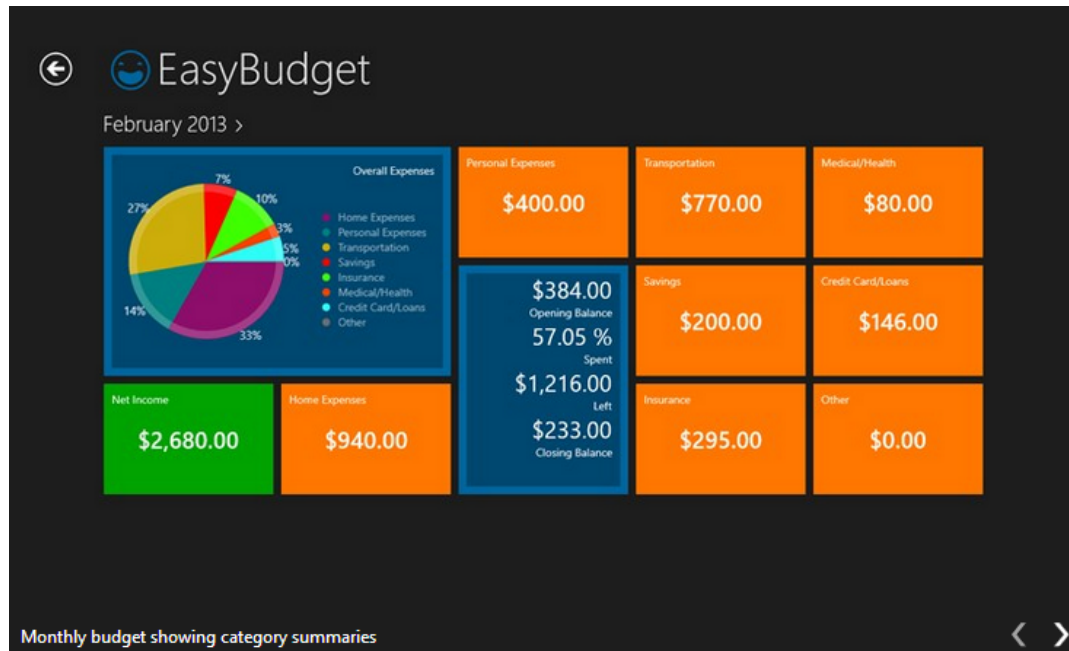 EasyBudget
February 2013 >
Overall Expenses
7%
10%
3%
5%
0%
27%
14%
33%
Home Expenses
Personal Expenses
Transportation
Savings
Insurance
Medical/Health
Credit Card/Loans
Other
Personal Expenses
$400.00
Transportation
$770.00
Medical/Health
$80.00
$384.00
Opening Balance
57.05 %
Spent
$1,216.00
Left
$233.00
Closing Balance
Savings
$200.00
Credit Card/Loans
$146.00
Net Income
$2,680.00
Home Expenses
$940.00
Insurance
$295.00
Other
$0.00
Monthly budget showing category summaries